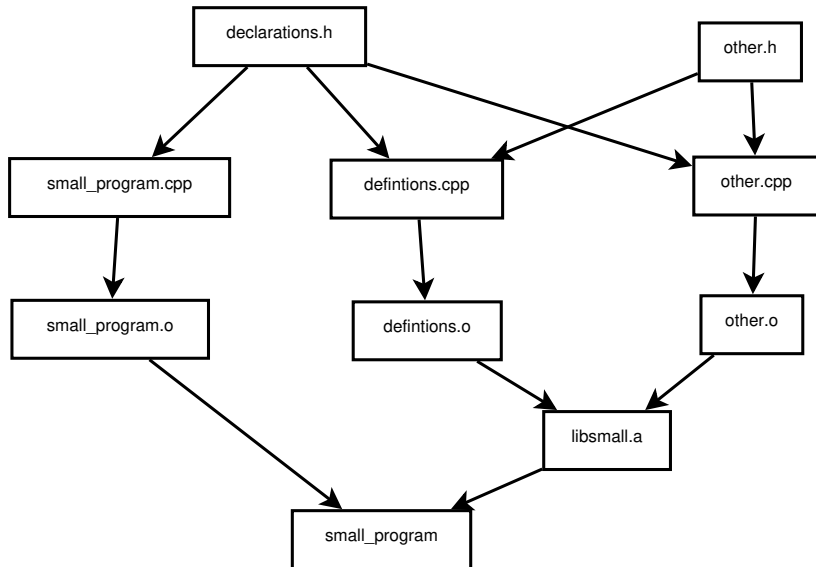 declarations.h
other.h
small_program.cpp
defintions.cpp
other.cpp
small_program.o
defintions.o
other.o
libsmall.a
small_program